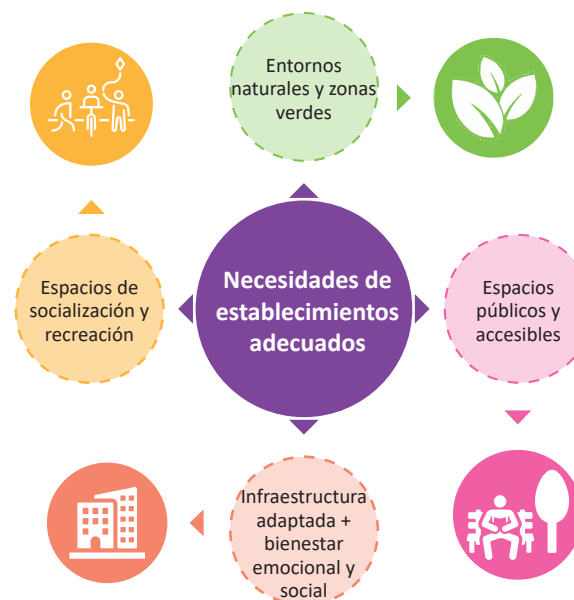 Entornos
naturales y zonas
verdes
Espacios de
socialización y
recreación
Necesidades de
establecimientos
adecuados
Espacios
públicos y
accesibles
Infraestructura
adaptada +
bienestar
emocional y
social